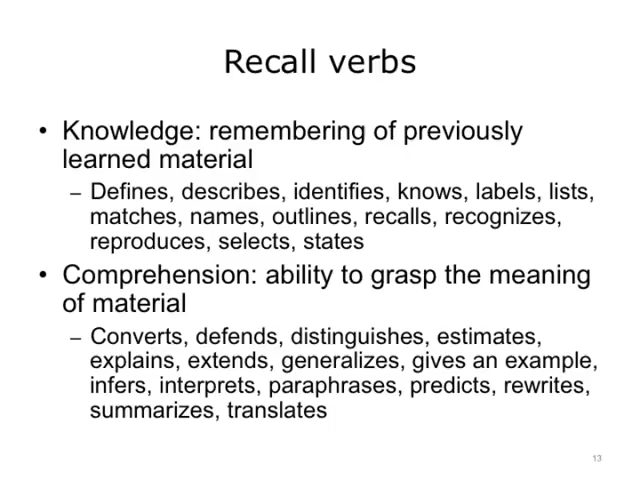 Recall verbs
• Knowledge: remembering of previously
learned material
– Defines, describes, identifies, knows, labels, lists,
matches, names, outlines, recalls, recognizes,
reproduces, selects, states
• Comprehension: ability to grasp the meaning
of material
– Converts, defends, distinguishes, estimates,
explains, extends, generalizes, gives an example,
infers, interprets, paraphrases, predicts, rewrites,
summarizes, translates
13